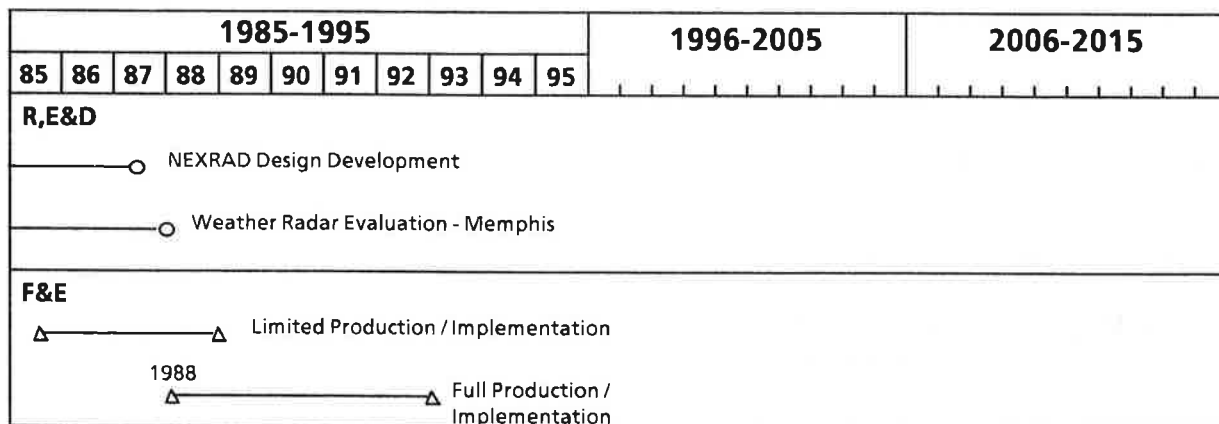 1985-1995 1996-2005 2006-2015
85 86 87 88 89 90 91 92 93 94 95
R,E&D
NEXRAD Design Development
Weather Radar Evaluation - Memphis
F&E
Limited Production / Implementation
1988
Full Production /
Implementation